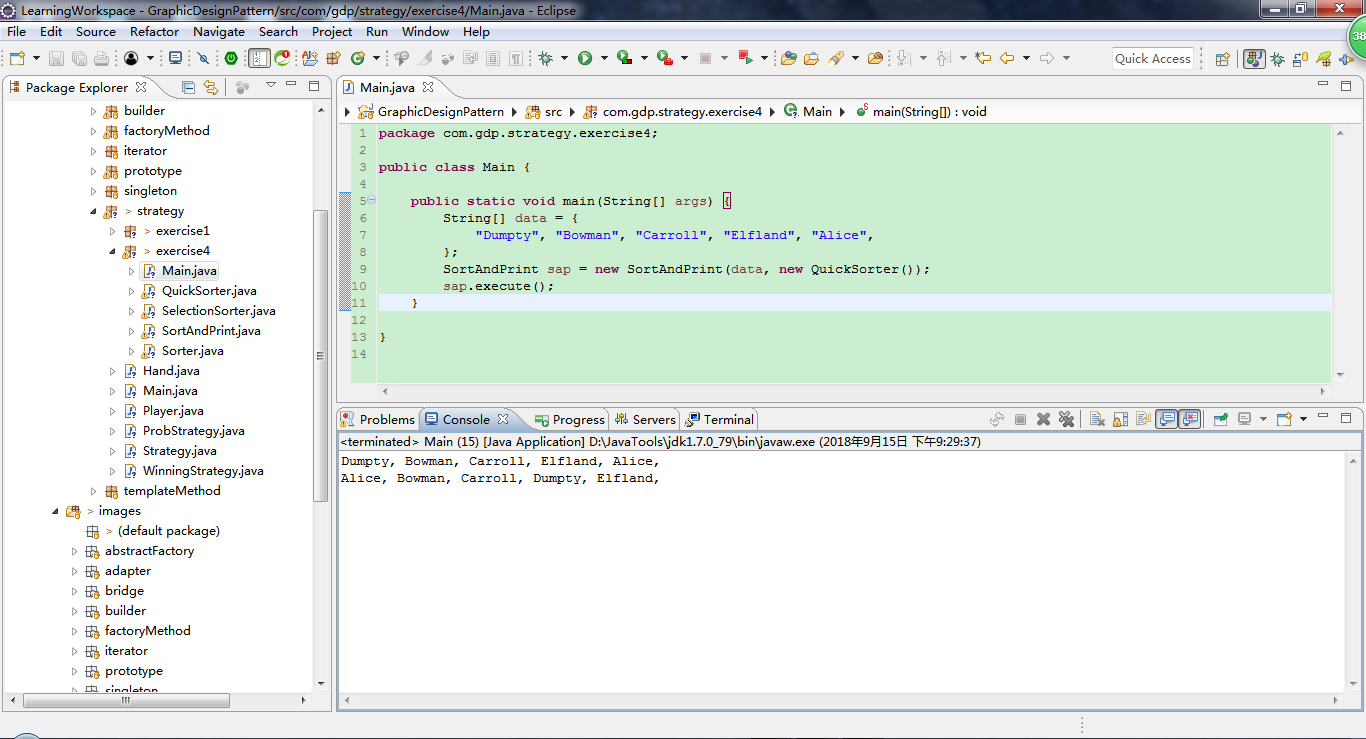 LearningWorkspace - GraphicDesignPattern/src/com/gdp/strategy/exercise4/Main.java - Eclipse
File Edit Source Refactor Navigate Search Project Run Window Help
38
Quick Access
Package Explorer
builder
factoryMethod
iterator
prototype
singleton
> strategy
> exercise1
> exercise4
Main.java
QuickSorter.java
SelectionSorter.java
SortAndPrint.java
Sorter.java
Hand.java
Main.java
Player.java
ProbStrategy.java
Strategy.java
WinningStrategy.java
templateMethod
> images
> (default package)
abstractFactory
adapter
bridge
builder
factoryMethod
iterator
prototype
singleton
Main.java
GraphicDesignPattern src com.gdp.strategy.exercise4 Main main(String[]) : void
1 package com.gdp.strategy.exercise4;
2
3 public class Main {
4
5 public static void main(String[] args) {
6 String[] data = {
7 "Dumpty", "Bowman", "Carroll", "Elfland", "Alice",
8 };
9 SortAndPrint sap = new SortAndPrint(data, new QuickSorter());
10 sap.execute();
11 }
12
13 }
14
Problems Console Progress Servers Terminal
<terminated> Main (15) [Java Application] D:\JavaTools\jdk1.7.0_79\bin\javaw.exe (2018年9月15日 下午9:29:37)
Dumpty, Bowman, Carroll, Elfland, Alice,
Alice, Bowman, Carroll, Dumpty, Elfland,